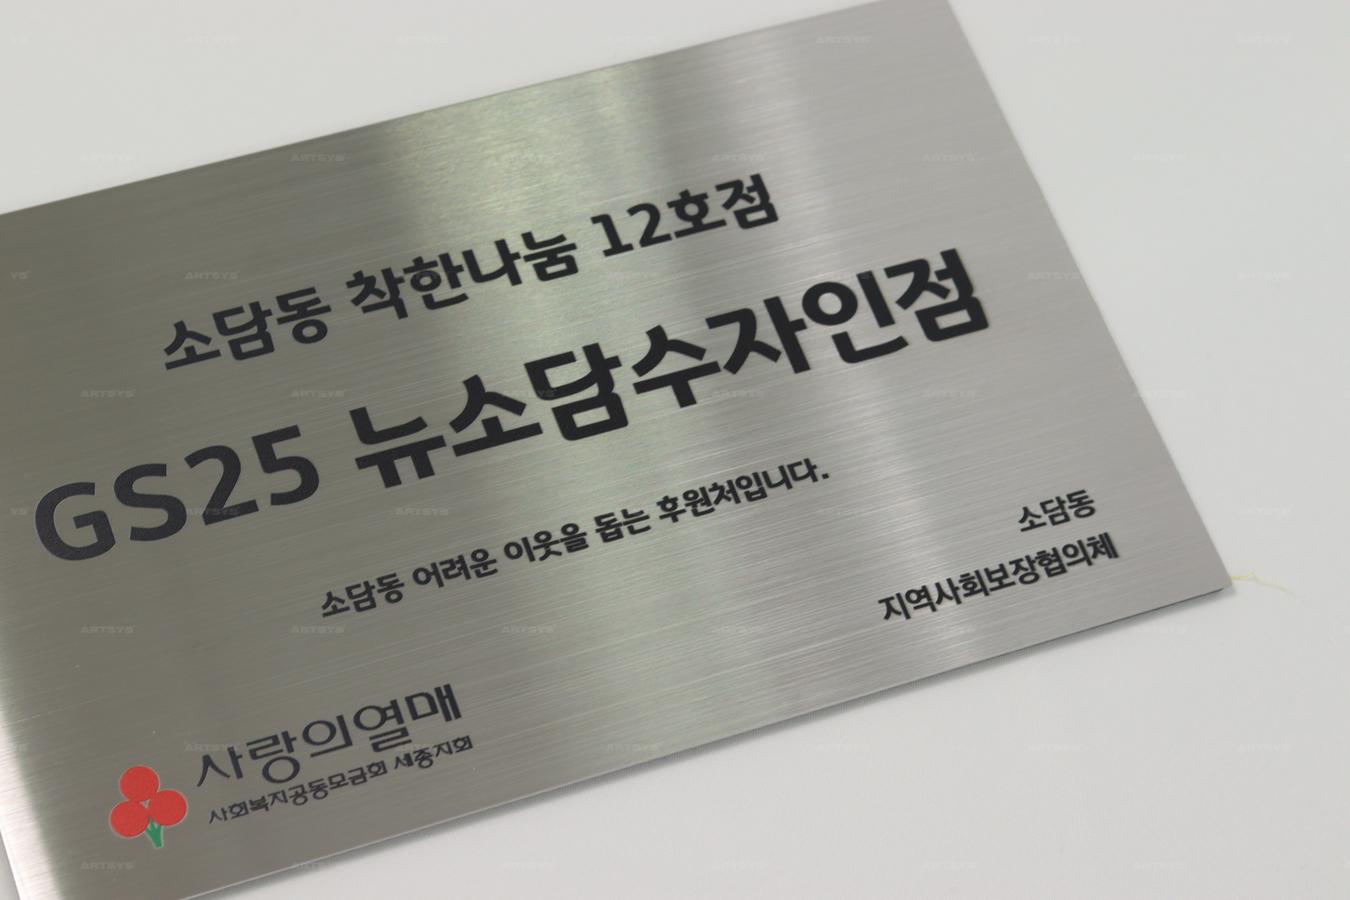 소담동 착한나눔 12호점
GS25 뉴소담수자인점
소담동 어려운 이웃을 돕는 후원처입니다.
소담동
지역사회보장협의체
사랑의열매
사회복지공동모금회 세종지회
ARTSYS